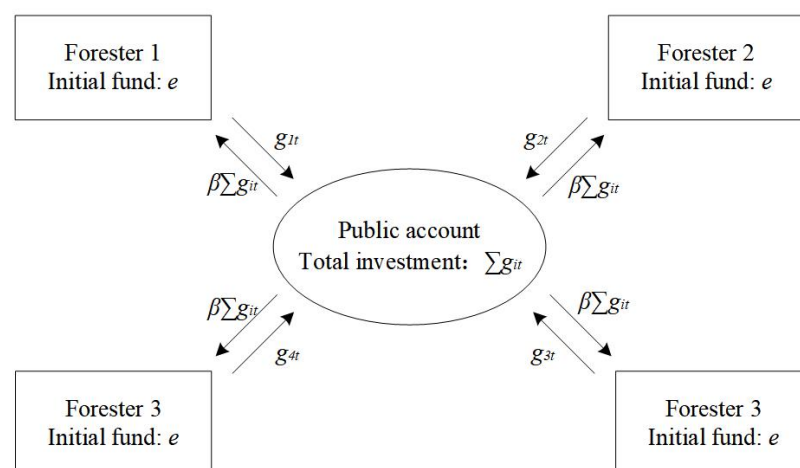 Forester 1
Initial fund: e
Forester 2
Initial fund: e
g1t
β∑git
g2t
β∑git
Public account
Total investment： ∑git
β∑git
g4t
β∑git
g3t
Forester 3
Initial fund: e
Forester 3
Initial fund: e